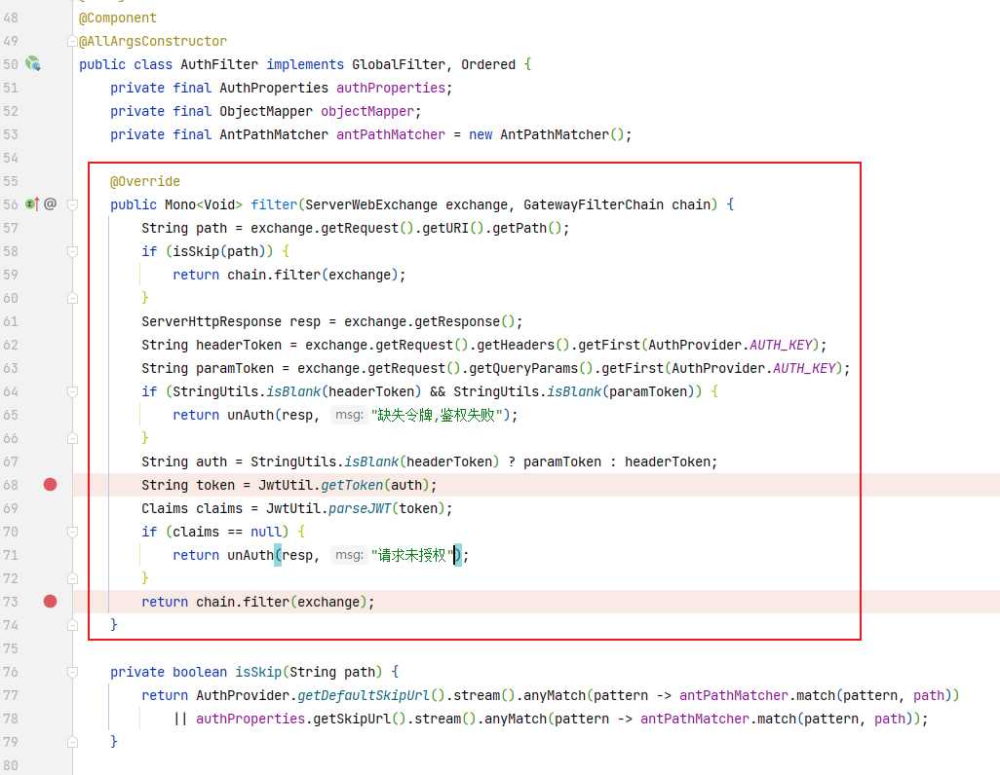 48 @Component
49 @AllArgsConstructor
50 public class AuthFilter implements GlobalFilter, Ordered {
51 private final AuthProperties authProperties;
52 private final ObjectMapper objectMapper;
53 private final AntPathMatcher antPathMatcher = new AntPathMatcher();
54
55 @Override
56 @ public Mono<Void> filter(ServerWebExchange exchange, GatewayFilterChain chain) {
57 String path = exchange.getRequest().getURI().getPath();
58 if (isSkip(path)) {
59 return chain.filter(exchange);
60 }
61 ServerHttpResponse resp = exchange.getResponse();
62 String headerToken = exchange.getRequest().getHeaders().getFirst(AuthProvider.AUTH_KEY);
63 String paramToken = exchange.getRequest().getQueryParams().getFirst(AuthProvider.AUTH_KEY);
64 if (StringUtils.isBlank(headerToken) && StringUtils.isBlank(paramToken)) {
65 return unAuth(resp, msg: "缺失令牌,鉴权失败");
66 }
67 String auth = StringUtils.isBlank(headerToken) ? paramToken : headerToken;
68 String token = JwtUtil.getToken(auth);
69 Claims claims = JwtUtil.parseJWT(token);
70 if (claims == null) {
71 return unAuth(resp, msg: "请求未授权");
72 }
73 return chain.filter(exchange);
74 }
75
76 private boolean isSkip(String path) {
77 return AuthProvider.getDefaultSkipUrl().stream().anyMatch(pattern -> antPathMatcher.match(pattern, path))
78 || authProperties.getSkipUrl().stream().anyMatch(pattern -> antPathMatcher.match(pattern, path));
79 }
80